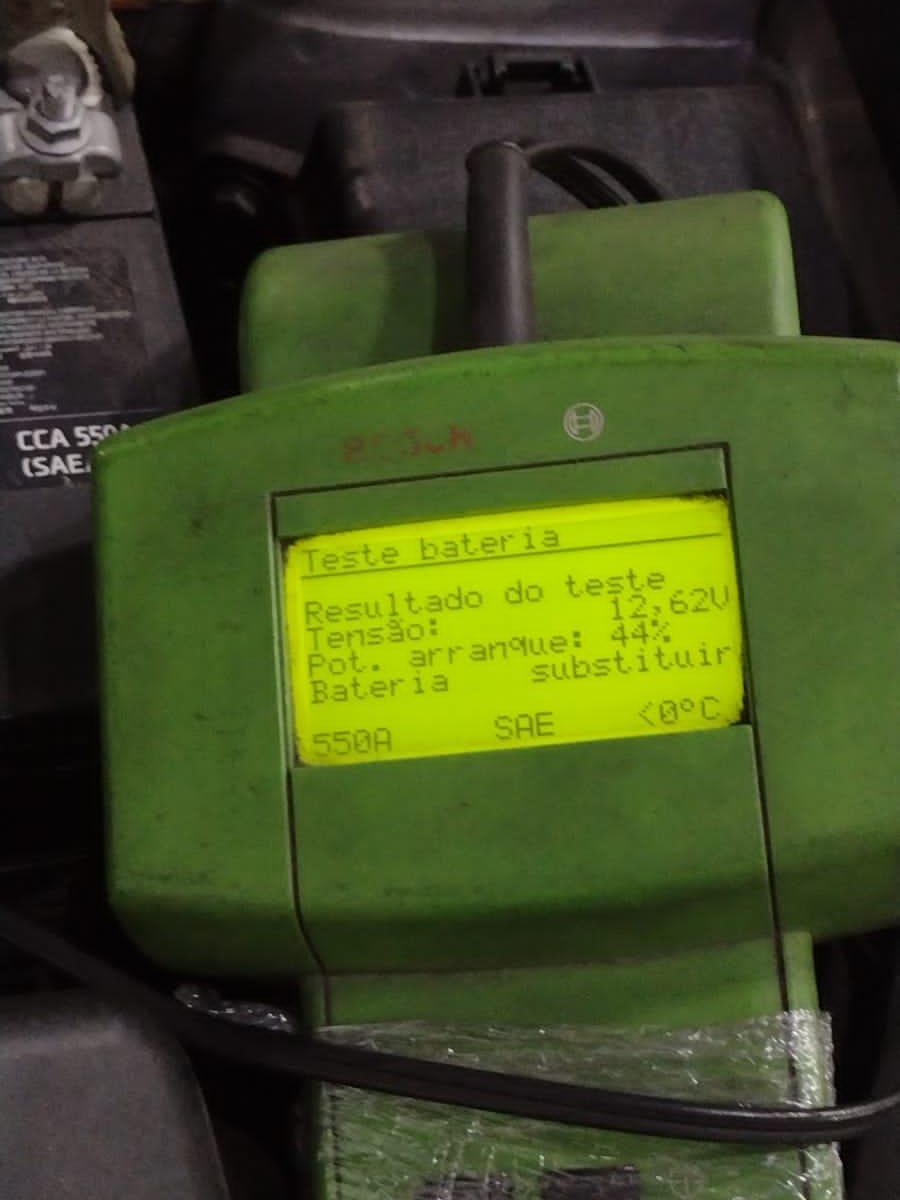 CCA 550A
(SAE
BOSCH
Teste bateria
Resultado do teste
Tensão: 12,62V
Pot. arranque: 44%
Bateria substituir
550A SAE <0°C